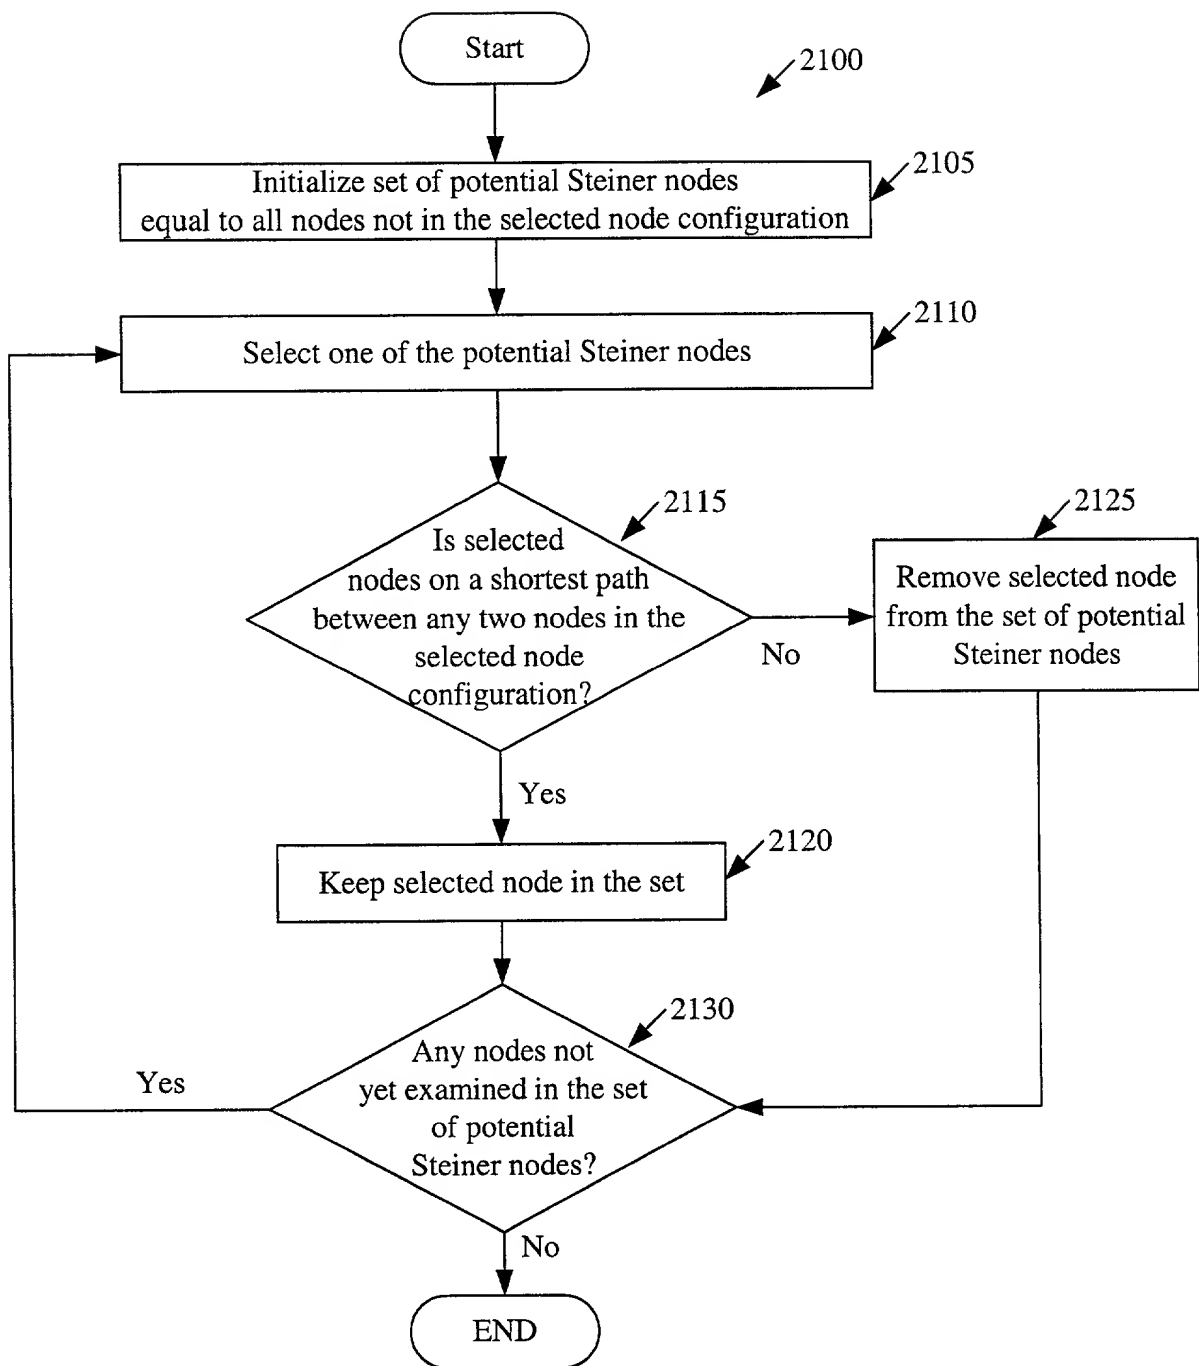 Start
2100
2105
Initialize set of potential Steiner nodes
equal to all nodes not in the selected node configuration
2110
Select one of the potential Steiner nodes
2115
Is selected
nodes on a shortest path
between any two nodes in the
selected node
configuration?
No
2125
Remove selected node
from the set of potential
Steiner nodes
Yes
2120
Keep selected node in the set
2130
Any nodes not
yet examined in the set
of potential
Steiner nodes?
Yes
No
END